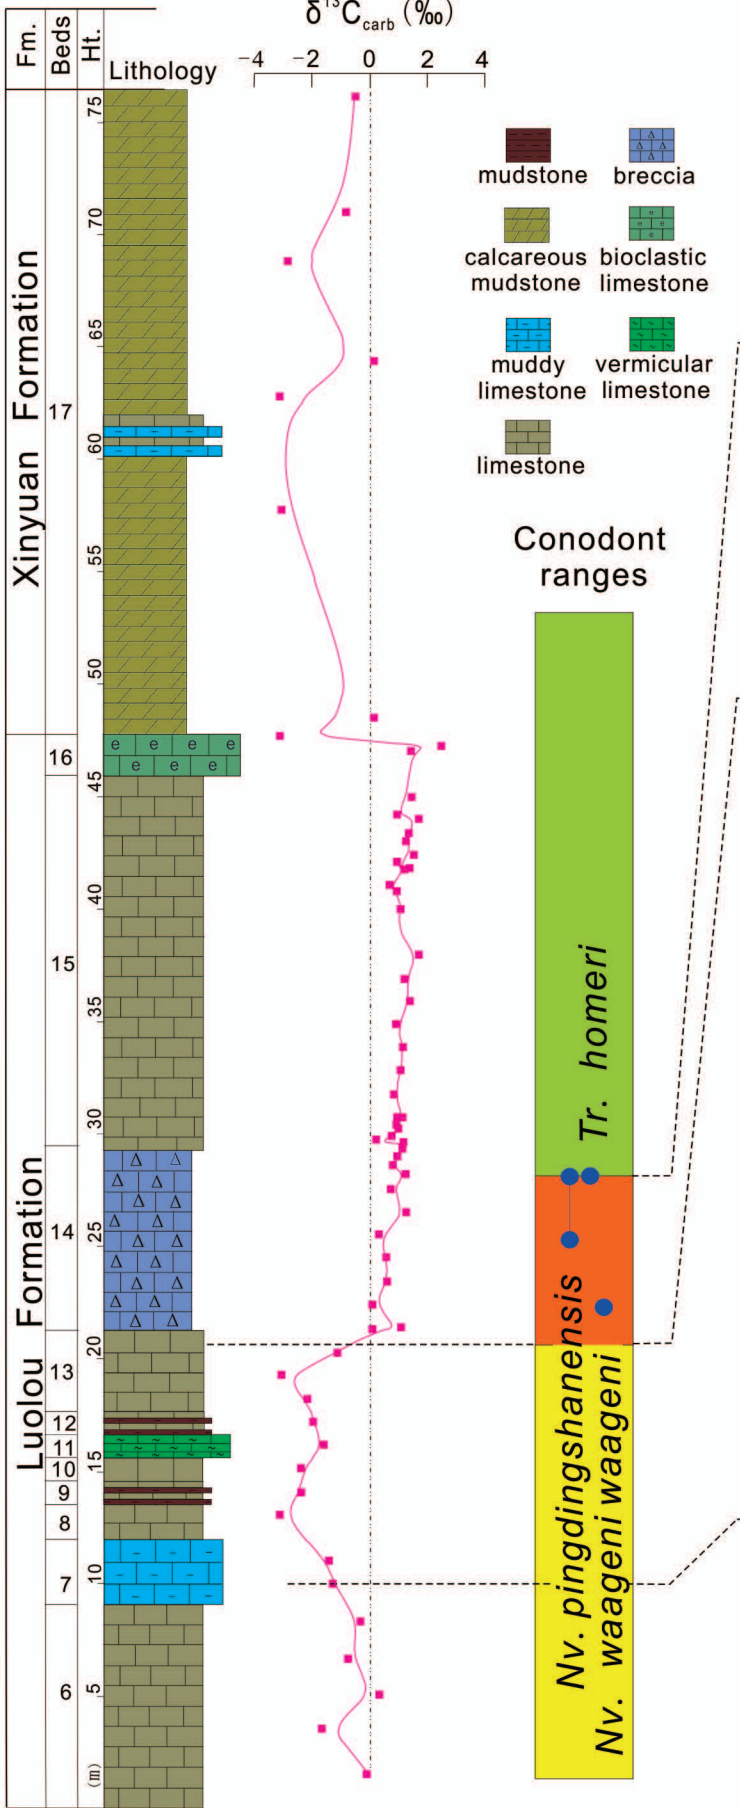 δ¹³C_carb (‰)
Fm.
Beds
Ht.
Lithology
−4 −2 0 2 4
mudstone
breccia
calcareous
mudstone
bioclastic
limestone
muddy
limestone
vermicular
limestone
limestone
Conodont
ranges
Xinyuan Formation
Luolou Formation
17
16
15
14
13
12
11
10
9
8
7
6
75
70
65
60
55
50
45
40
35
30
25
20
15
10
5
(m)
e e e e
e e e e
Tr. homeri
Nv. pingdingshanensis
Nv. waageni waageni